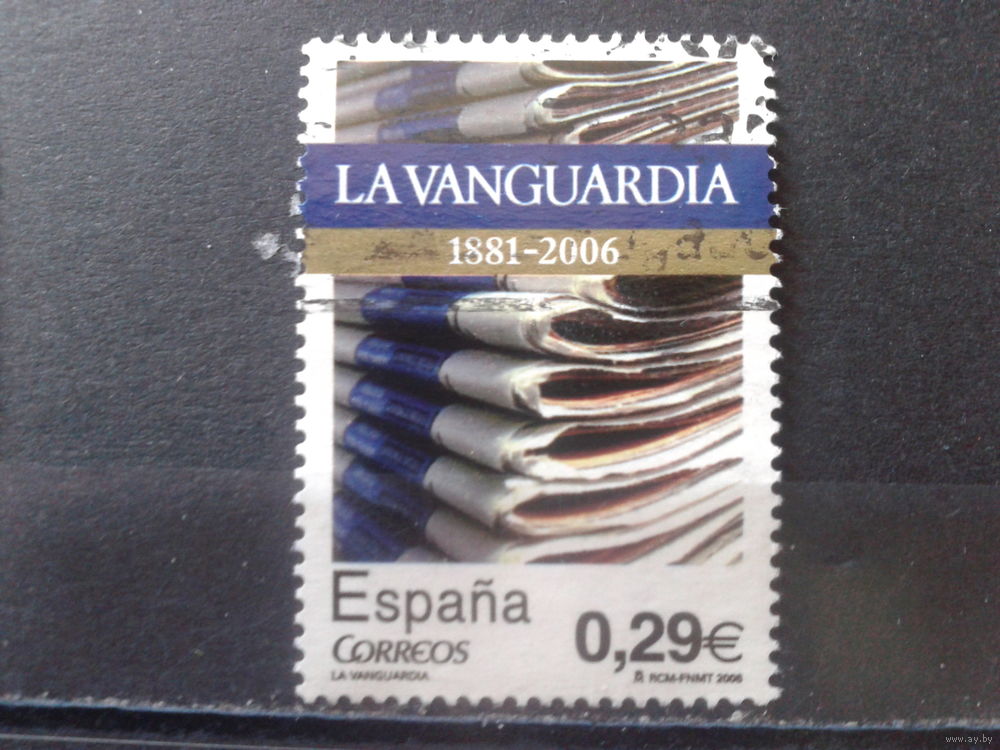 LA VANGUARDIA
1881-2006
España
CORREOS
0,29€
LA VANGUARDIA
RCM-FNMT 2006
www.ay.by